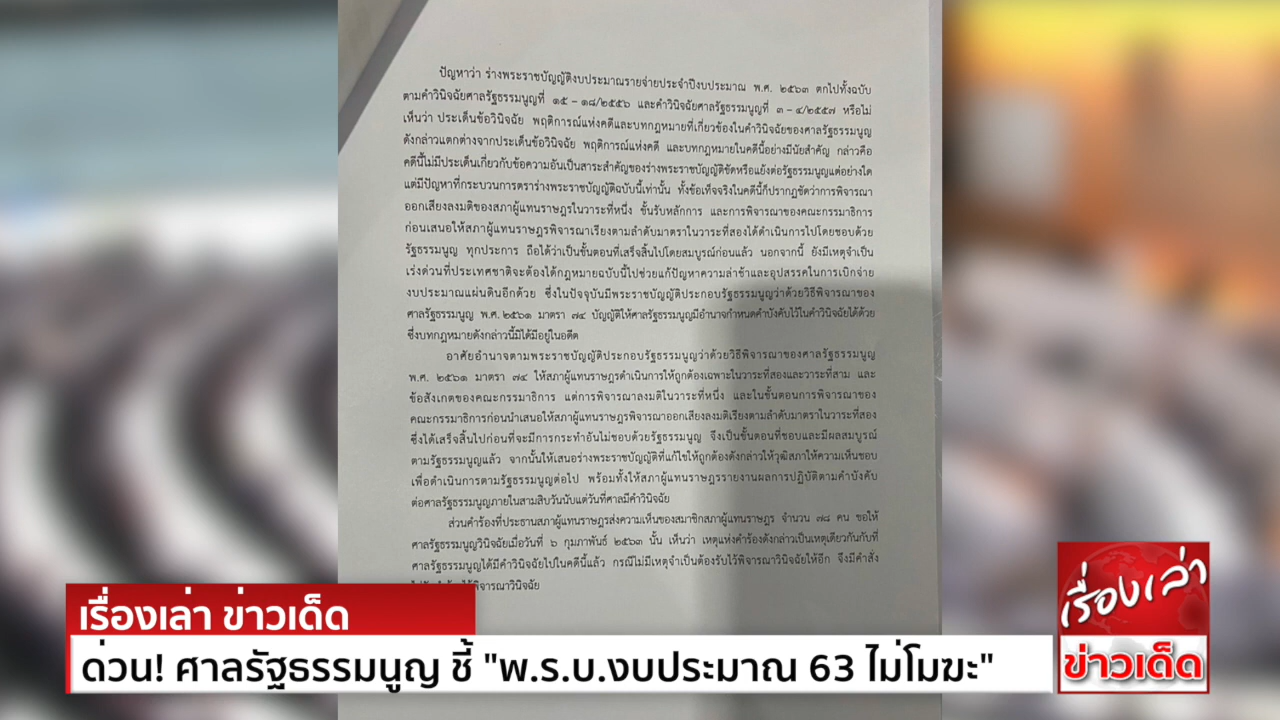 ปัญหาว่า ร่างพระราชบัญญัติงบประมาณรายจ่ายประจำปีงบประมาณ พ.ศ. ๒๕๖๓ ตกไปทั้งฉบับ
ตามคำวินิจฉัยศาลรัฐธรรมนูญที่ ๑๕ – ๑๘/๒๕๕๖ และคำวินิจฉัยศาลรัฐธรรมนูญที่ ๓ – ๔/๒๕๕๗ หรือไม่
เห็นว่า ประเด็นข้อวินิจฉัย พฤติการณ์แห่งคดีและบทกฎหมายที่เกี่ยวข้องในคำวินิจฉัยของศาลรัฐธรรมนูญ
ดังกล่าวแตกต่างจากประเด็นข้อวินิจฉัย พฤติการณ์แห่งคดี และบทกฎหมายในคดีนี้อย่างมีนัยสำคัญ กล่าวคือ
คดีนี้ไม่มีประเด็นเกี่ยวกับข้อความอันเป็นสาระสำคัญของร่างพระราชบัญญัติขัดหรือแย้งต่อรัฐธรรมนูญแต่อย่างใด
แต่มีปัญหาที่กระบวนการตราร่างพระราชบัญญัติฉบับนี้เท่านั้น ทั้งข้อเท็จจริงในคดีนี้ก็ปรากฏชัดว่าการพิจารณา
ออกเสียงลงมติของสภาผู้แทนราษฎรในวาระที่หนึ่ง ขั้นรับหลักการ และการพิจารณาของคณะกรรมาธิการ
ก่อนเสนอให้สภาผู้แทนราษฎรพิจารณาเรียงตามลำดับมาตราในวาระที่สองได้ดำเนินการไปโดยชอบด้วย
รัฐธรรมนูญ ทุกประการ ถือได้ว่าเป็นขั้นตอนที่เสร็จสิ้นไปโดยสมบูรณ์ก่อนแล้ว นอกจากนี้ ยังมีเหตุจำเป็น
เร่งด่วนที่ประเทศชาติจะต้องได้กฎหมายฉบับนี้ไปช่วยแก้ปัญหาความล่าช้าและอุปสรรคในการเบิกจ่าย
งบประมาณแผ่นดินอีกด้วย ซึ่งในปัจจุบันมีพระราชบัญญัติประกอบรัฐธรรมนูญว่าด้วยวิธีพิจารณาของ
ศาลรัฐธรรมนูญ พ.ศ. ๒๕๖๑ มาตรา ๗๔ บัญญัติให้ศาลรัฐธรรมนูญมีอำนาจกำหนดคำบังคับไว้ในคำวินิจฉัยได้ด้วย
ซึ่งบทกฎหมายดังกล่าวนี้มิได้มีอยู่ในอดีต
อาศัยอำนาจตามพระราชบัญญัติประกอบรัฐธรรมนูญว่าด้วยวิธีพิจารณาของศาลรัฐธรรมนูญ
พ.ศ. ๒๕๖๑ มาตรา ๗๔ ให้สภาผู้แทนราษฎรดำเนินการให้ถูกต้องเฉพาะในวาระที่สองและวาระที่สาม และ
ข้อสังเกตของคณะกรรมาธิการ แต่การพิจารณาลงมติในวาระที่หนึ่ง และในขั้นตอนการพิจารณาของ
คณะกรรมาธิการก่อนนำเสนอให้สภาผู้แทนราษฎรพิจารณาออกเสียงลงมติเรียงตามลำดับมาตราในวาระที่สอง
ซึ่งได้เสร็จสิ้นไปก่อนที่จะมีการกระทำอันไม่ชอบด้วยรัฐธรรมนูญ จึงเป็นขั้นตอนที่ชอบและมีผลสมบูรณ์
ตามรัฐธรรมนูญแล้ว จากนั้นให้เสนอร่างพระราชบัญญัติที่แก้ไขให้ถูกต้องดังกล่าวให้วุฒิสภาให้ความเห็นชอบ
เพื่อดำเนินการตามรัฐธรรมนูญต่อไป พร้อมทั้งให้สภาผู้แทนราษฎรรายงานผลการปฏิบัติตามคำบังคับ
ต่อศาลรัฐธรรมนูญภายในสามสิบวันนับแต่วันที่ศาลมีคำวินิจฉัย
ส่วนคำร้องที่ประธานสภาผู้แทนราษฎรส่งความเห็นของสมาชิกสภาผู้แทนราษฎร จำนวน ๗๘ คน ขอให้
ศาลรัฐธรรมนูญวินิจฉัยเมื่อวันที่ ๖ กุมภาพันธ์ ๒๕๖๓ นั้น เห็นว่า เหตุแห่งคำร้องดังกล่าวเป็นเหตุเดียวกันกับที่
ศาลรัฐธรรมนูญได้มีคำวินิจฉัยไปในคดีนี้แล้ว กรณีไม่มีเหตุจำเป็นต้องรับไว้พิจารณาวินิจฉัยให้อีก จึงมีคำสั่ง
ไว้พิจารณาวินิจฉัย
เรื่องเล่า ข่าวเด็ด
ด่วน! ศาลรัฐธรรมนูญ ชี้ "พ.ร.บ.งบประมาณ 63 ไม่โมฆะ"
เรื่องเล่า
ข่าวเด็ด